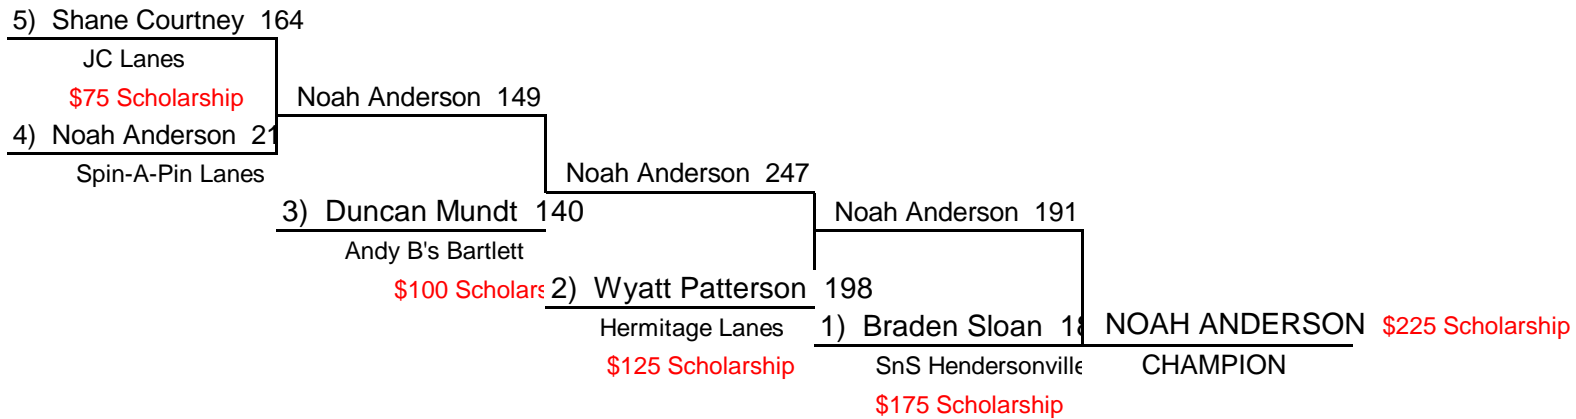 5) Shane Courtney 164
JC Lanes
$75 Scholarship
Noah Anderson 149
4) Noah Anderson
Spin-A-Pin Lanes
Noah Anderson 247
3) Duncan Mundt 140
Noah Anderson 191
Andy B's Bartlett
$100
2) Wyatt Patterson 198
Hermitage Lanes
1) Braden Sloan
NOAH ANDERSON
$225 Scholarship
$125 Scholarship
SnS Hendersonville
CHAMPION
$175 Scholarship